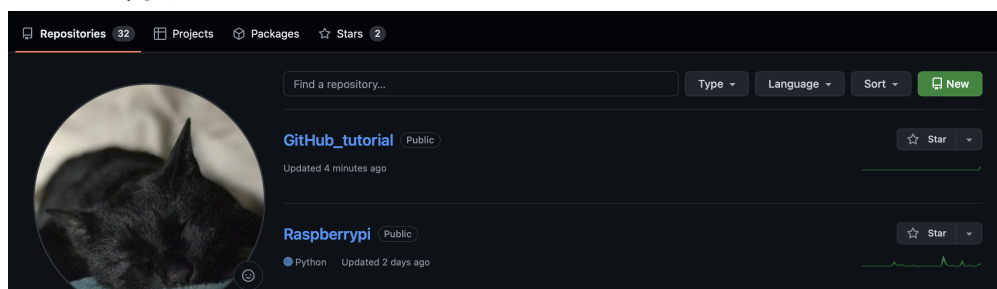 Repositories 32 Projects Packages Stars 2
Find a repository... Type Language Sort New
GitHub_tutorial Public Star
Updated 4 minutes ago
Raspberrypi Public Star
Python Updated 2 days ago